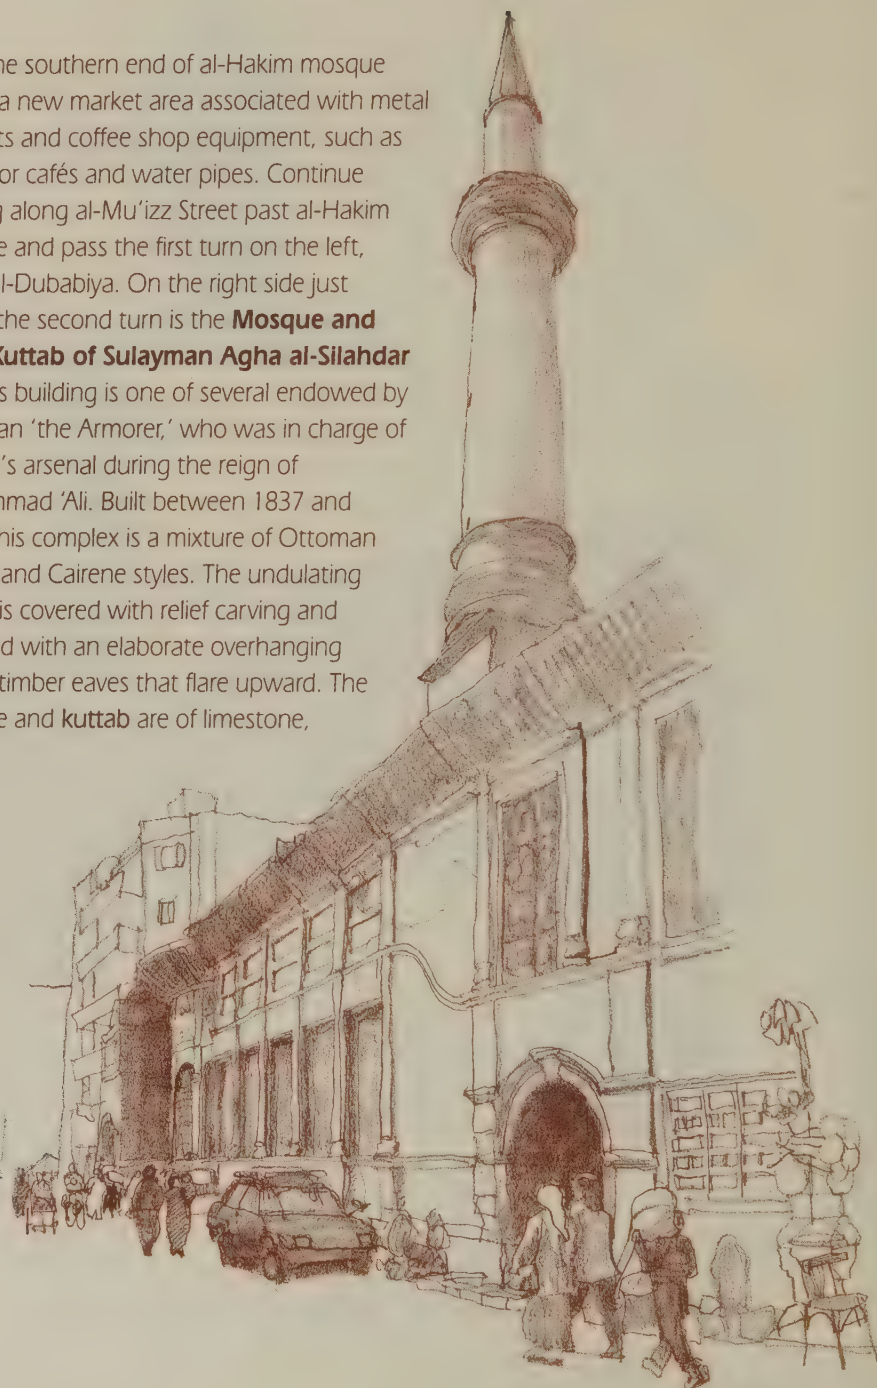 southern end of al-Hakim mosque
a new market area associated with metal
and coffee shop equipment, such as
cafés and water pipes. Continue
along al-Mu‘izz Street past al-Hakim
and pass the first turn on the left,
al-Dubabiya. On the right side just
the second turn is the Mosque and
Kuttab of Sulayman Agha al-Silahdar
building is one of several endowed by
‘the Armorer,’ who was in charge of
’s arsenal during the reign of
‘Ali. Built between 1837 and
complex is a mixture of Ottoman
and Cairene styles. The undulating
is covered with relief carving and
with an elaborate overhanging
timber eaves that flare upward. The
and kuttab are of limestone,